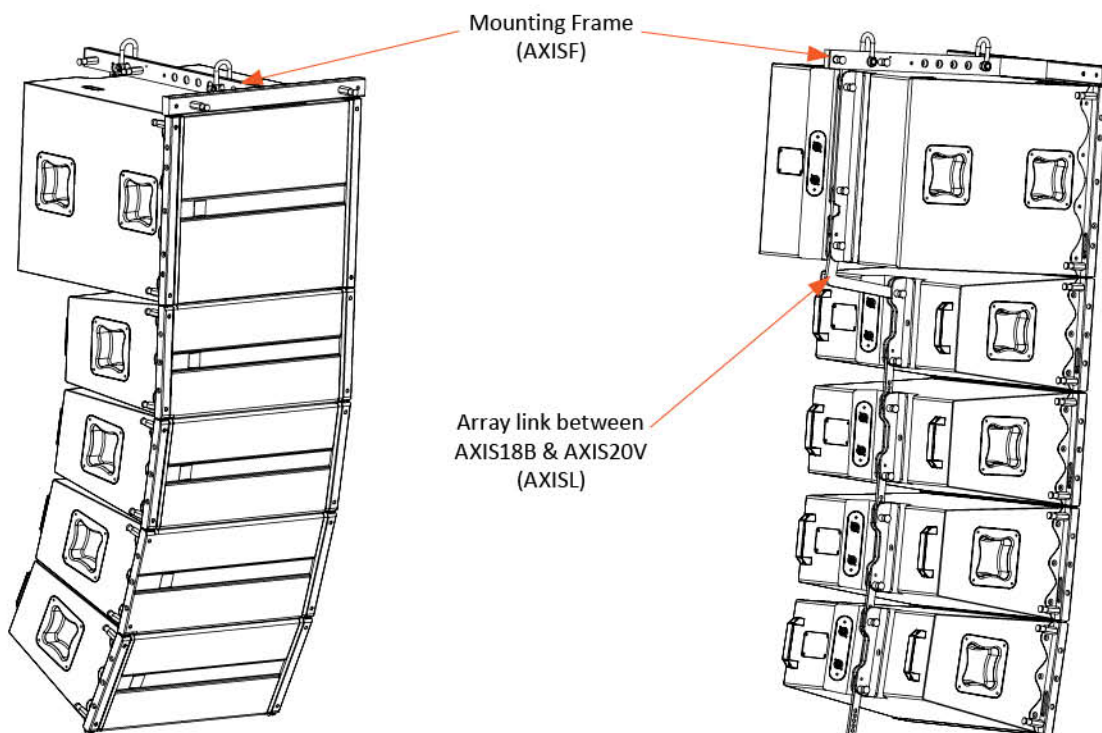 Mounting Frame
(AXISF)
Array link between
AXIS18B & AXIS20V
(AXISL)